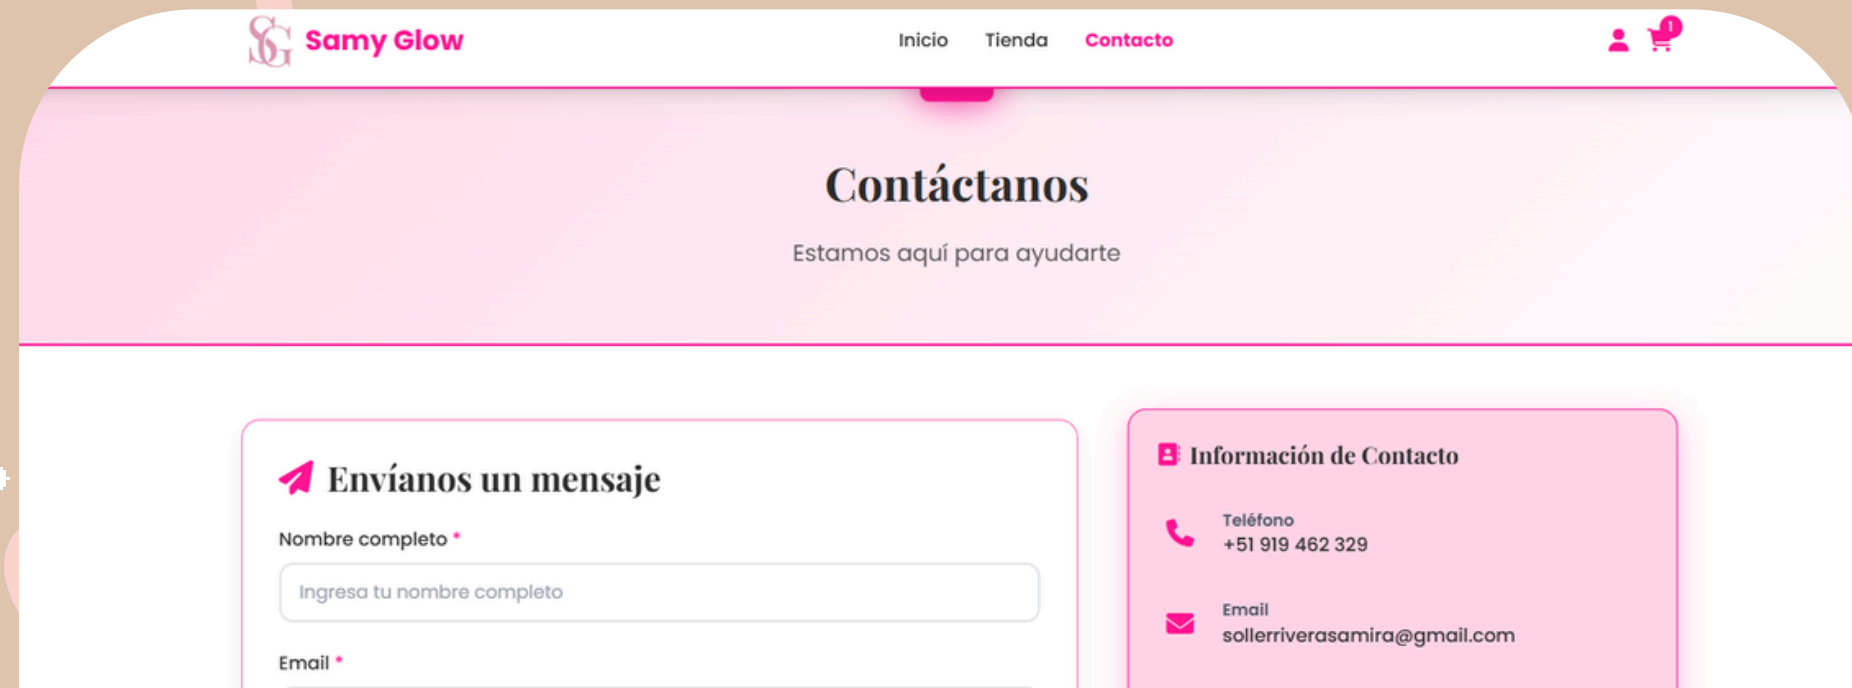 SG Samy Glow
Inicio Tienda Contacto
1
Contáctanos
Estamos aquí para ayudarte
Envíanos un mensaje
Nombre completo *
Ingresa tu nombre completo
Email *
Información de Contacto
Teléfono
+51 919 462 329
Email
sollerriverasamira@gmail.com